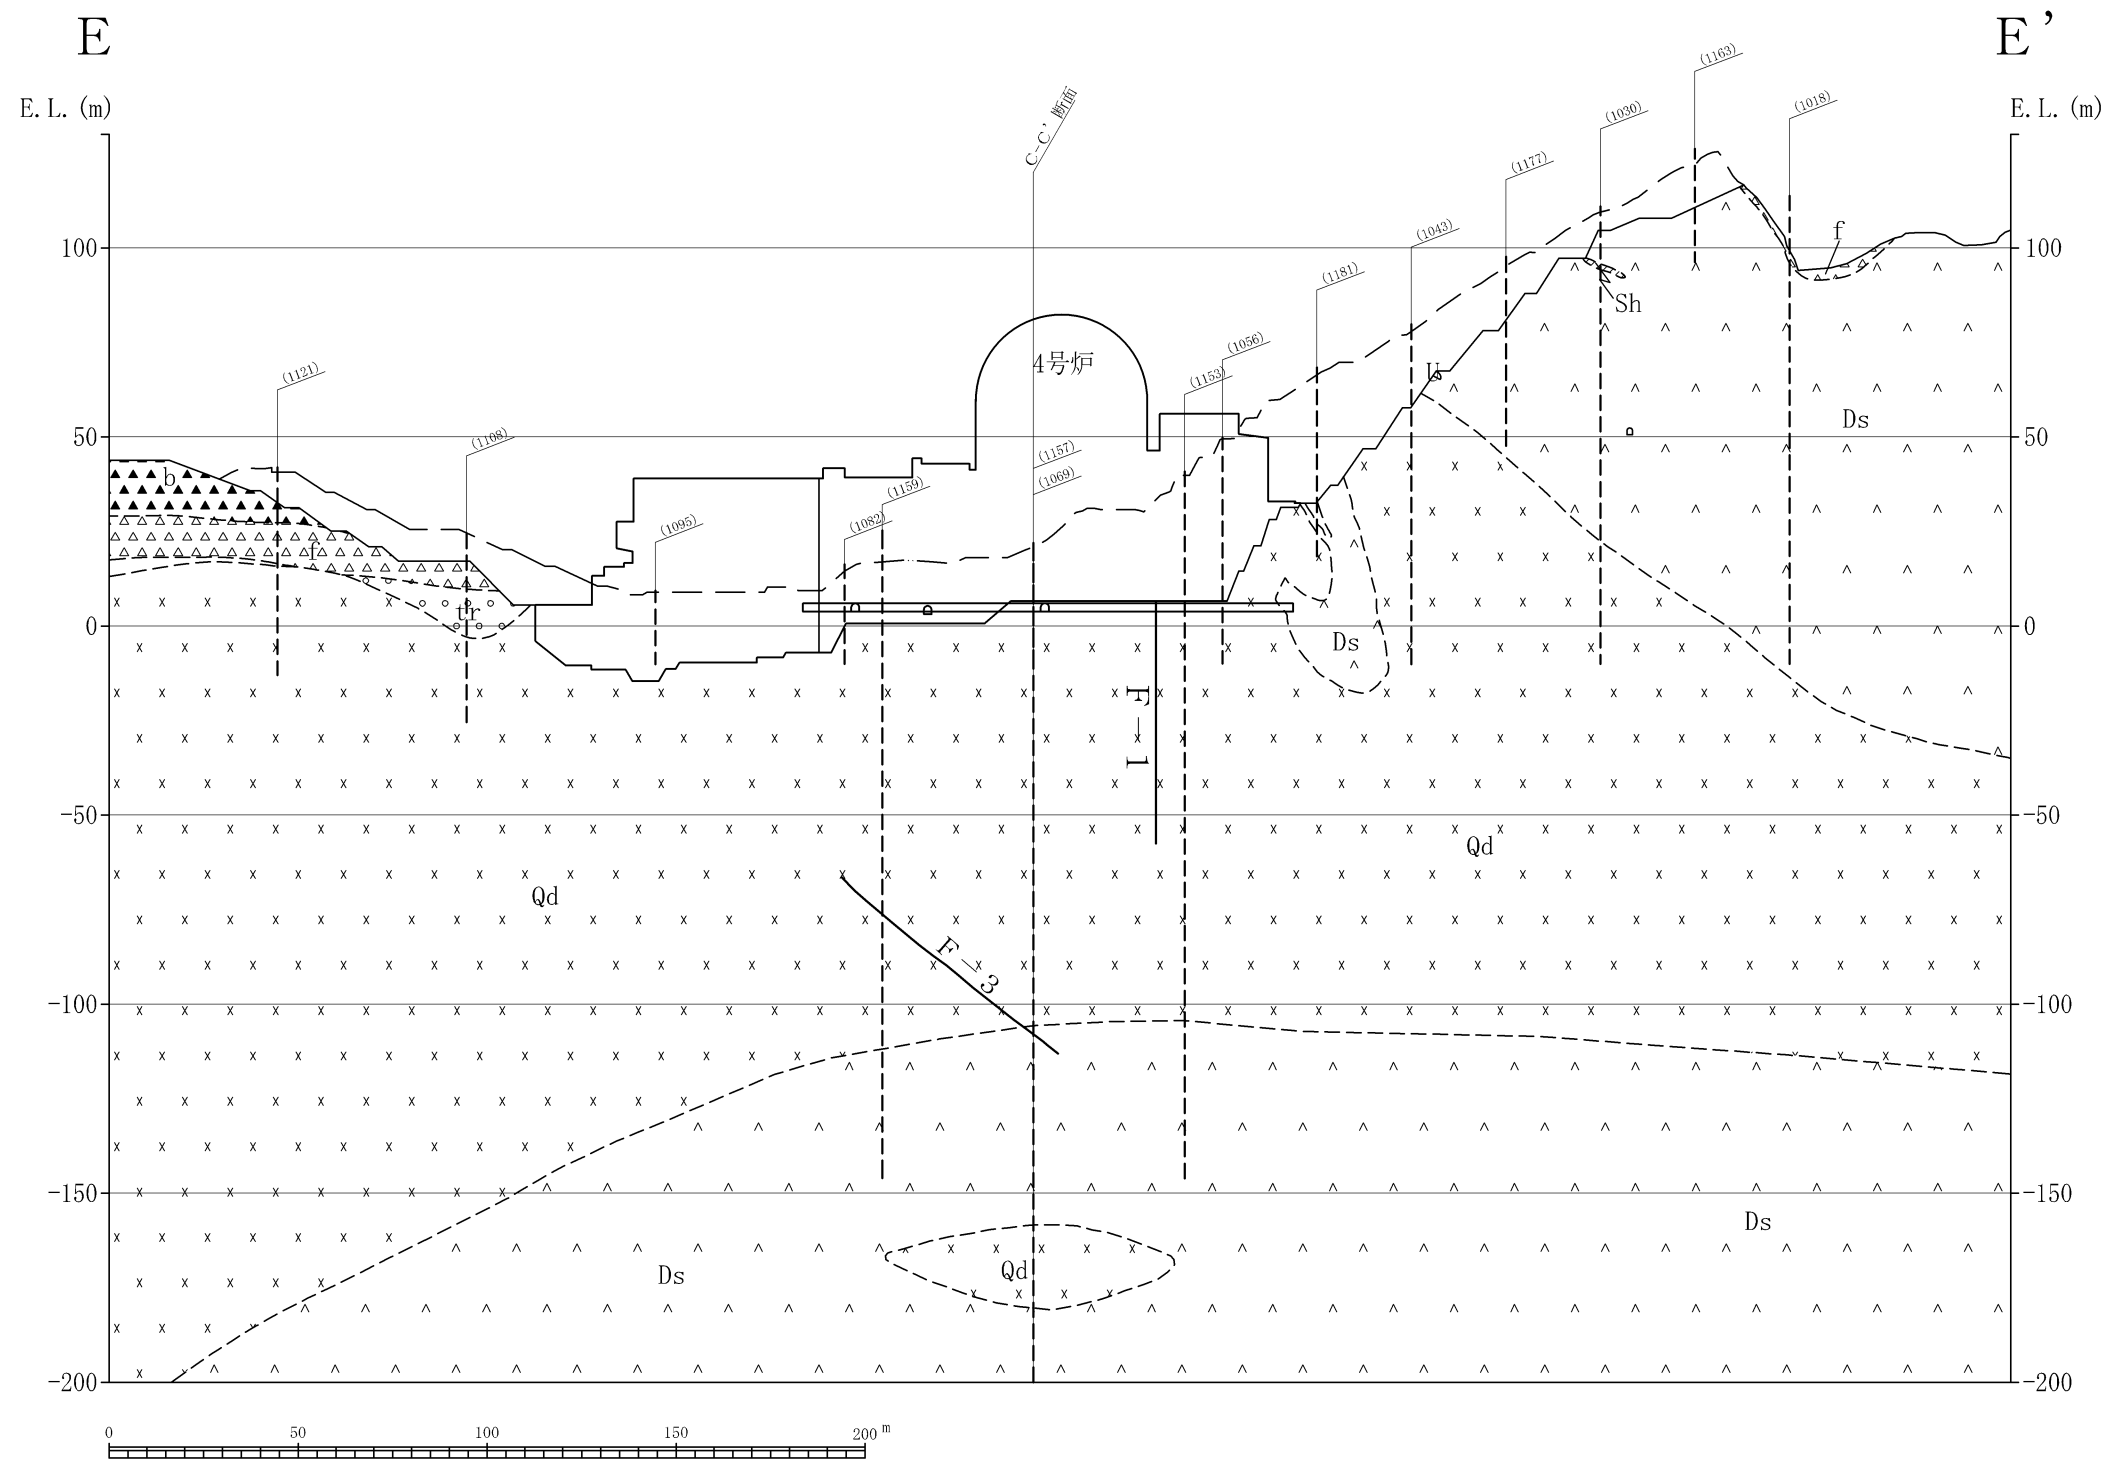 E
E'
E.L.(m)
E.L.(m)
(1163)
(1030)
(1018)
C-C'断面
(1177)
(1043)
(1181)
(1056)
(1153)
(1121)
(1108)
(1157)
(1069)
(1159)
(1082)
(1095)
4号炉
100
100
50
50
0
0
-50
-50
-100
-100
-150
-150
-200
-200
f
Sh
U
Ds
b
f
tr
Ds
F-1
Qd
Qd
F-3
Ds
Qd
Ds
0
50
100
150
200 m